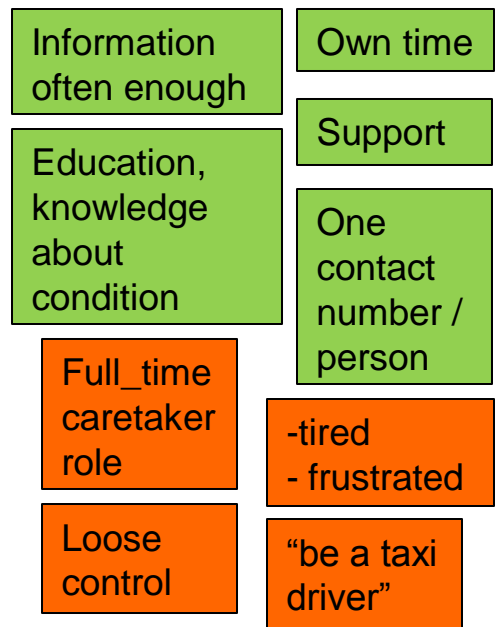 Information
often enough
Own time
Education,
knowledge
about
condition
Support
One
contact
number /
person
Full_time
caretaker
role
-tired
- frustrated
Loose
control
“be a taxi
driver”